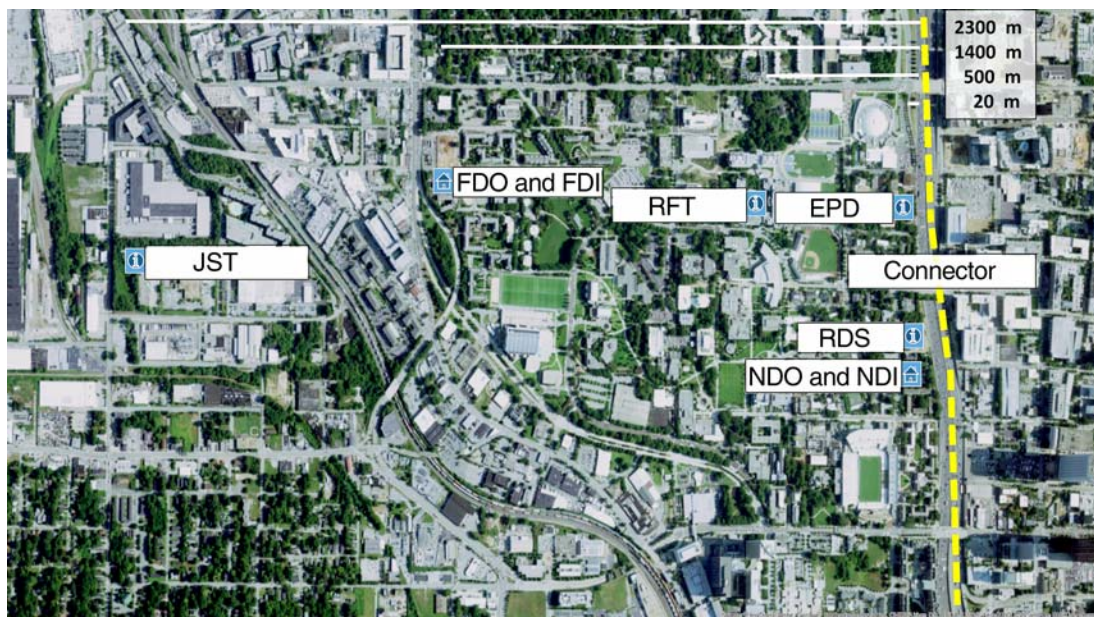 2300 m
1400 m
500 m
20 m
FDO and FDI
RFT
EPD
JST
Connector
RDS
NDO and NDI